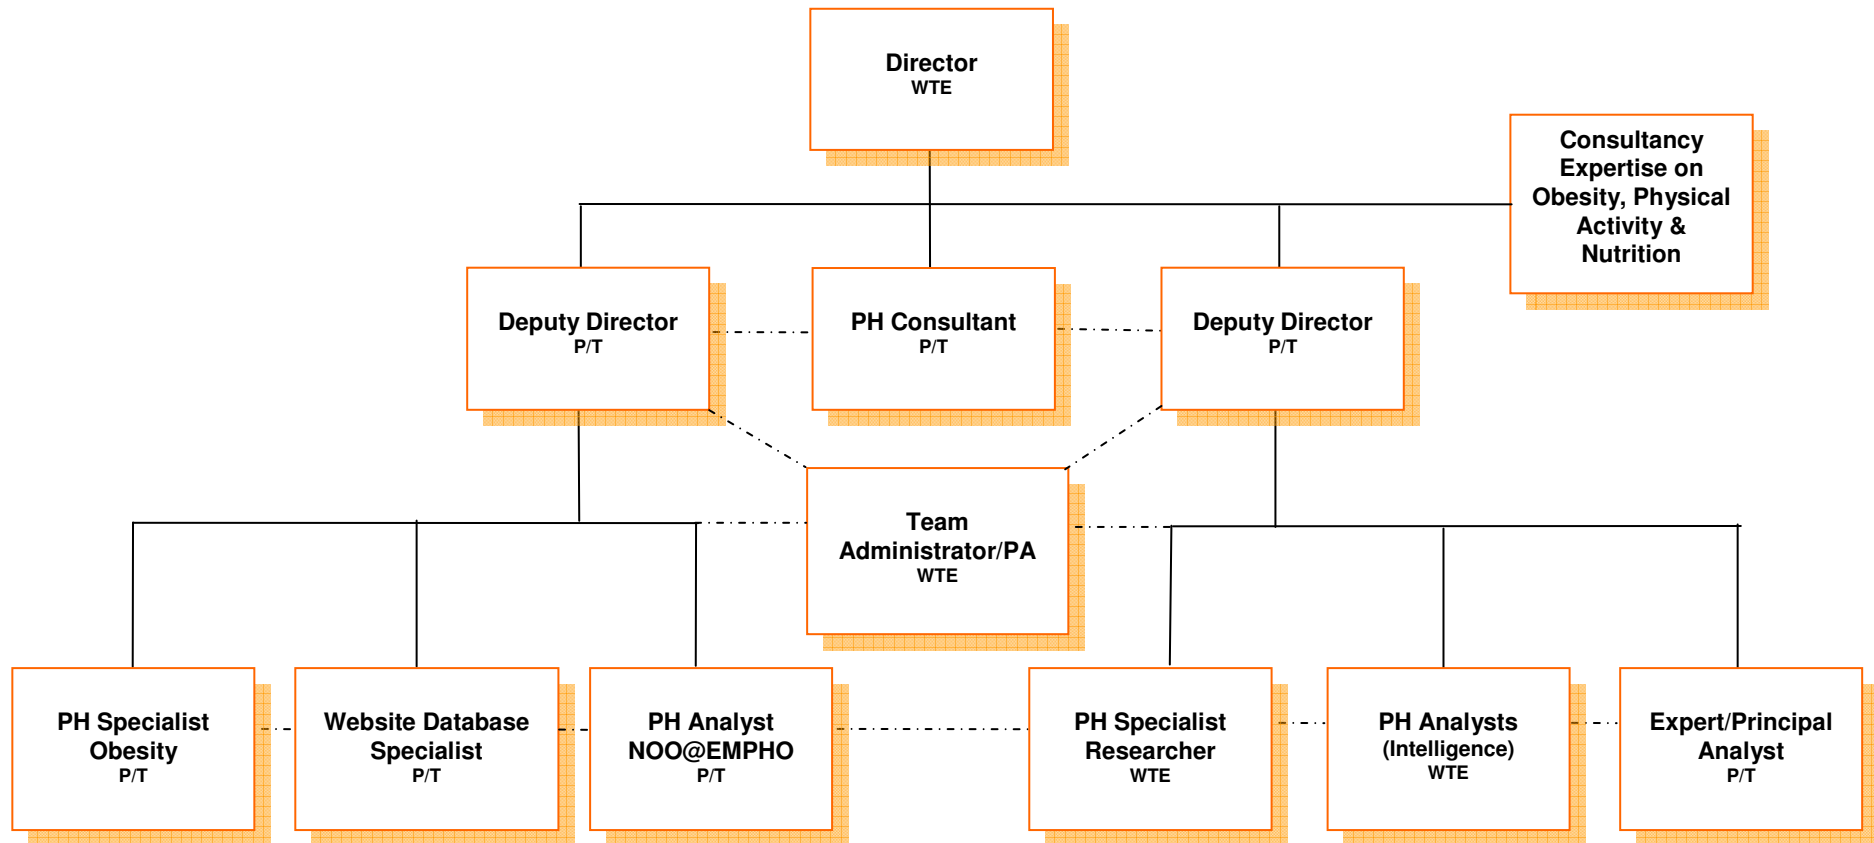 Director
WTE
Consultancy
Expertise on
Obesity, Physical
Activity &
Nutrition
Deputy Director
P/T
PH Consultant
P/T
Deputy Director
P/T
Team
Administrator/PA
WTE
PH Specialist
Obesity
P/T
Website Database
Specialist
P/T
PH Analyst
NOO@EMPHO
P/T
PH Specialist
Researcher
WTE
PH Analysts
(Intelligence)
WTE
Expert/Principal
Analyst
P/T